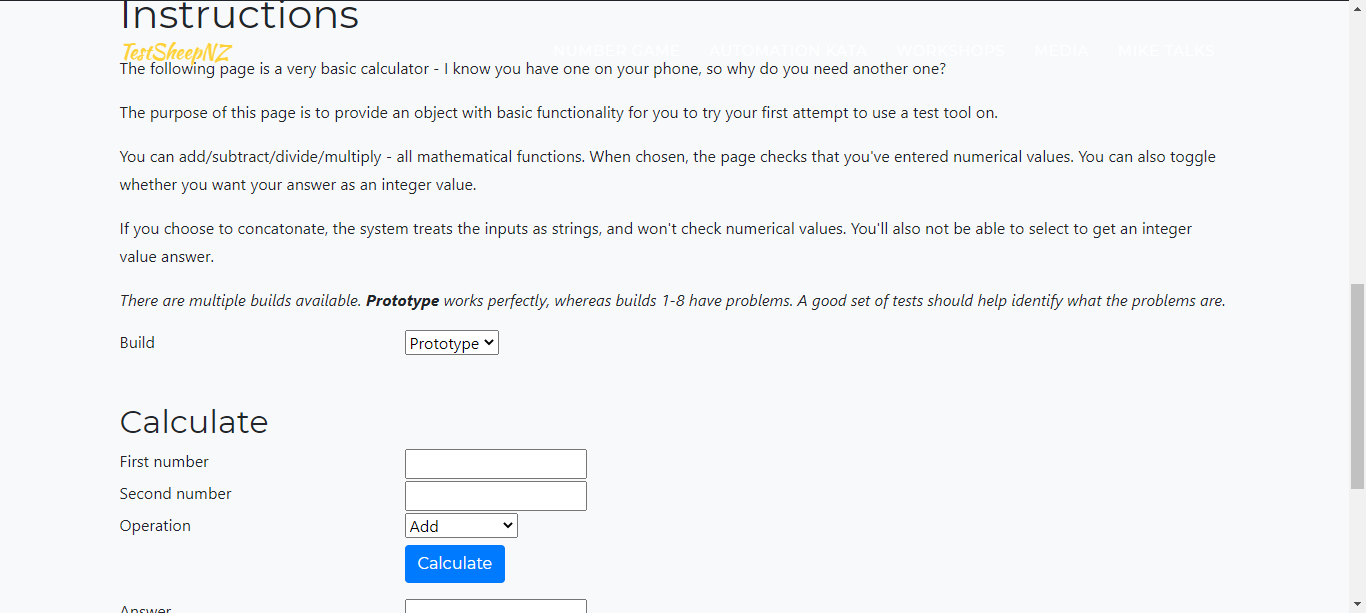 Instructions
TestSheepNZ
NUMBER GAME AUTOMATION KATA WORKSHOPS MEDIA MIKE TALKS
The following page is a very basic calculator - I know you have one on your phone, so why do you need another one?
The purpose of this page is to provide an object with basic functionality for you to try your first attempt to use a test tool on.
You can add/subtract/divide/multiply - all mathematical functions. When chosen, the page checks that you've entered numerical values. You can also toggle
whether you want your answer as an integer value.
If you choose to concatonate, the system treats the inputs as strings, and won't check numerical values. You'll also not be able to select to get an integer
value answer.
There are multiple builds available. Prototype works perfectly, whereas builds 1-8 have problems. A good set of tests should help identify what the problems are.
Build Prototype
Calculate
First number
Second number
Operation Add
Calculate
Answer